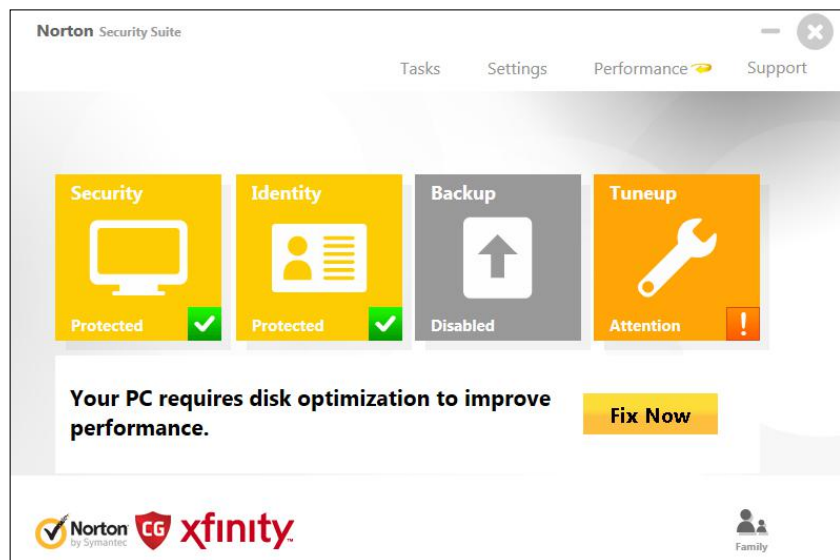 Norton Security Suite
Tasks Settings Performance Support
Security Identity Backup Tuneup
Protected Protected Disabled Attention !
Your PC requires disk optimization to improve
performance.
Fix Now
Norton
by Symantec
CG
xfinity
Family